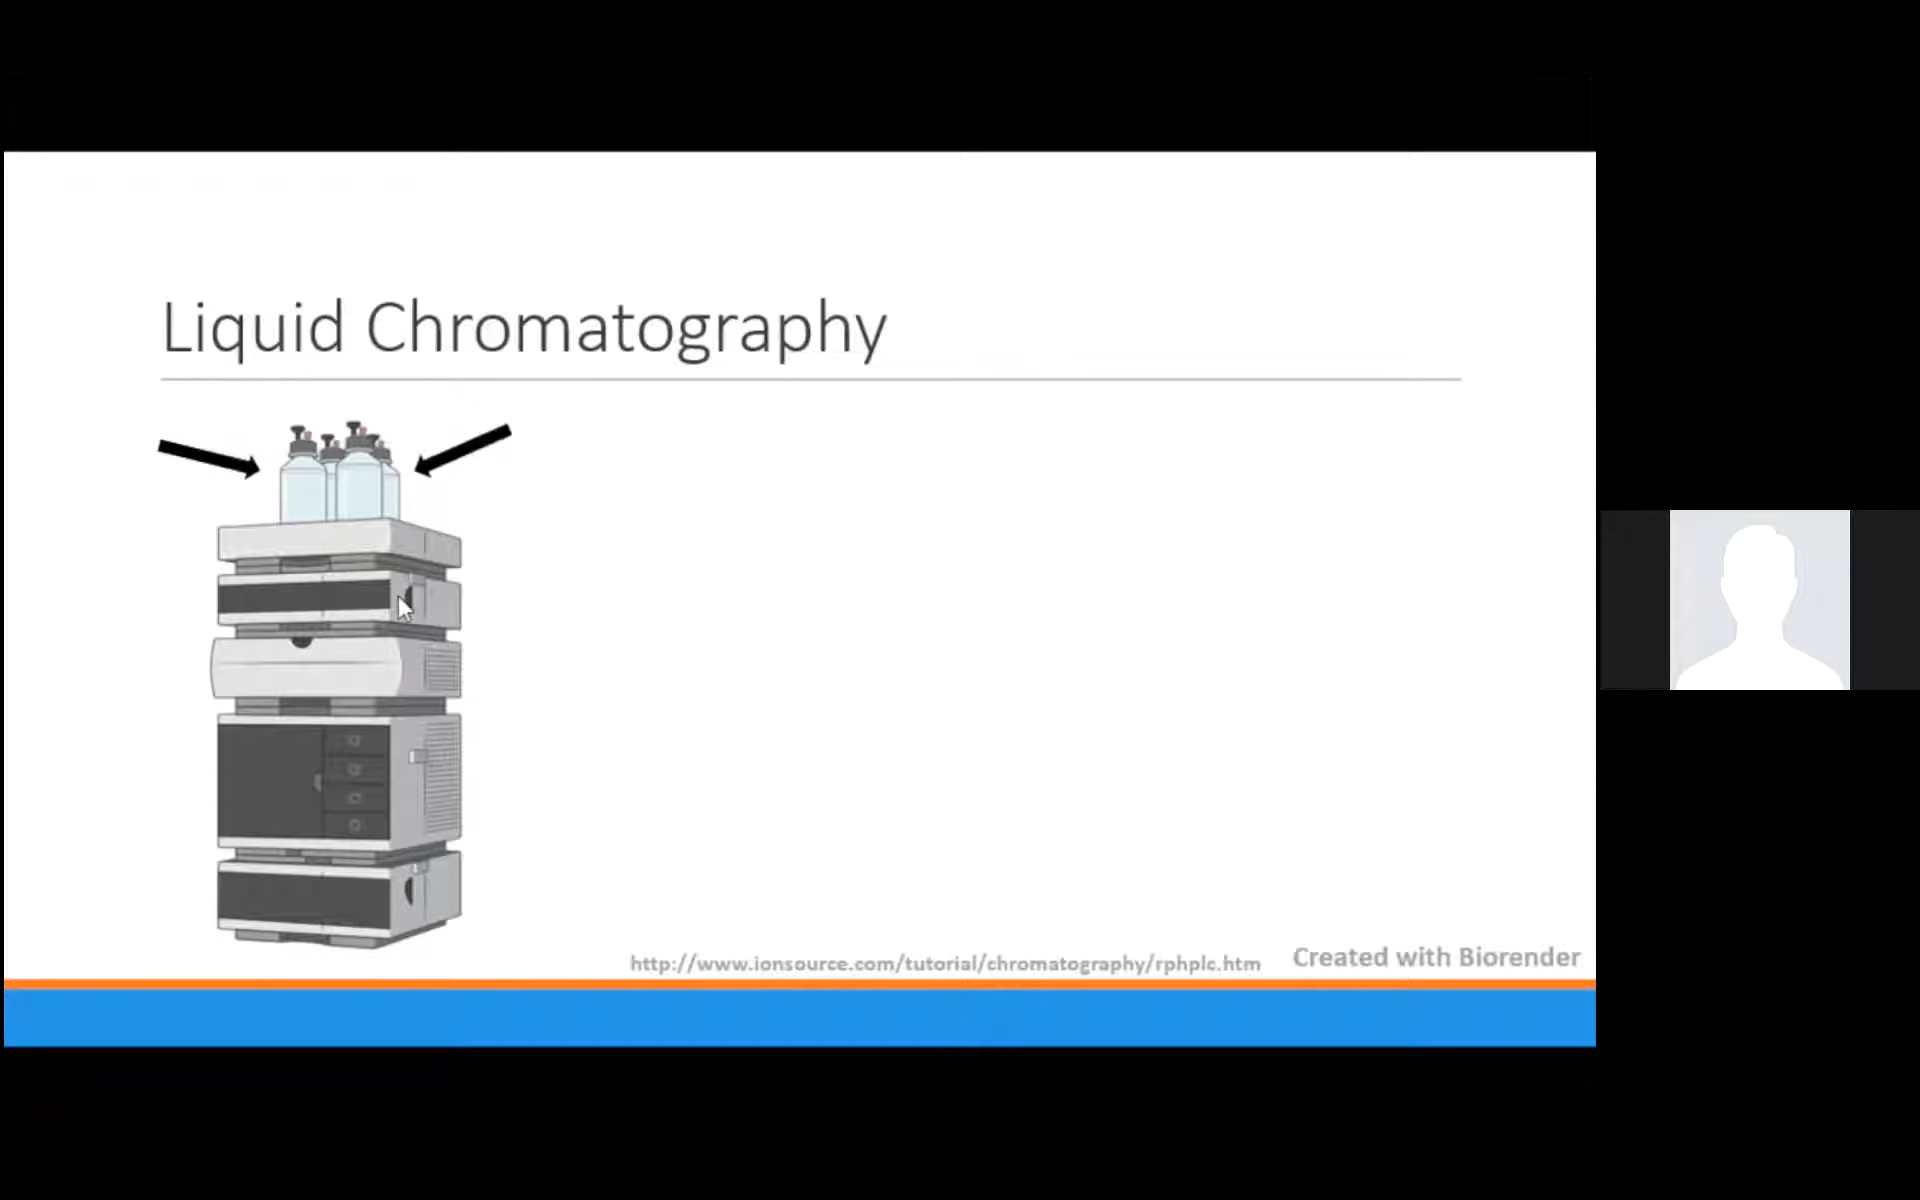 Liquid Chromatography
http://www.ionsource.com/tutorial/chromatography/rphplc.htm
Created with Biorender